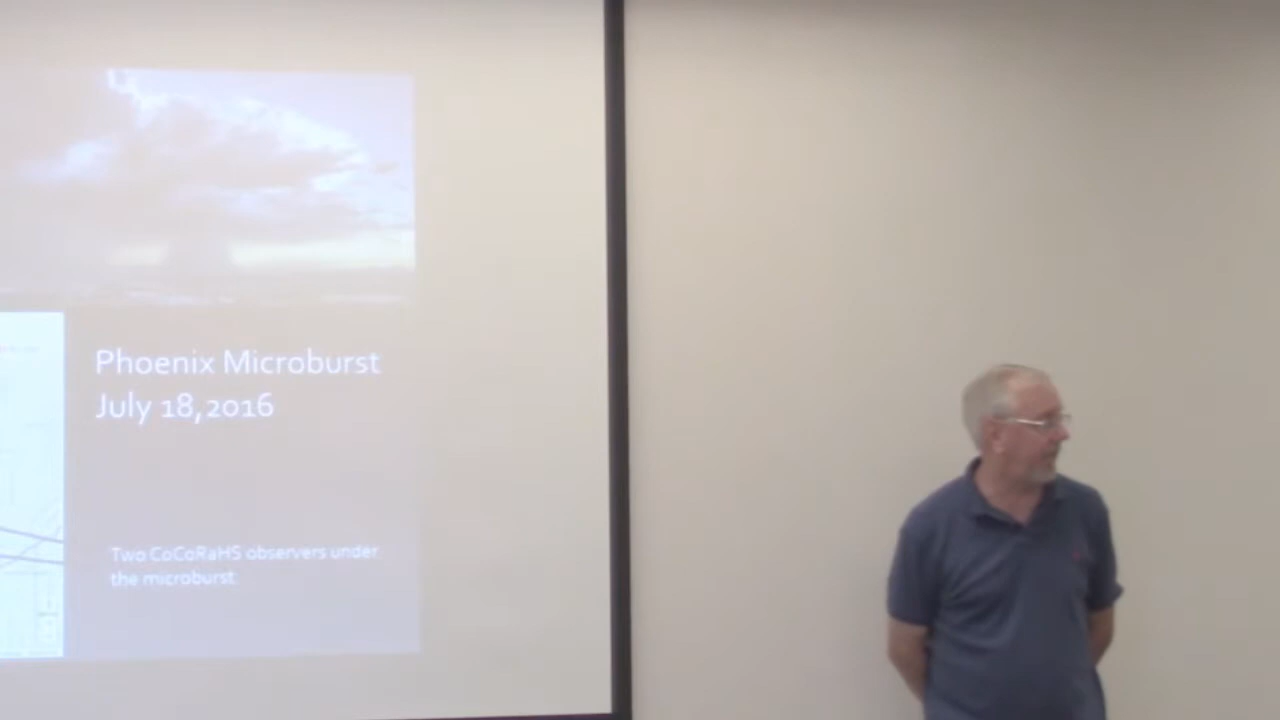 Phoenix Microburst
July 18,2016
Two CoCoRaHS observers under
the microburst